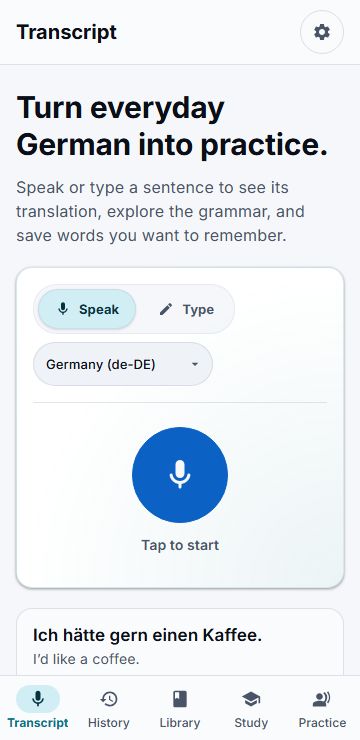 Transcript
Turn everyday
German into practice.
Speak or type a sentence to see its
translation, explore the grammar, and
save words you want to remember.
Speak
Type
Germany (de-DE)
Tap to start
Ich hätte gern einen Kaffee.
I'd like a coffee.
Transcript
History
Library
Study
Practice